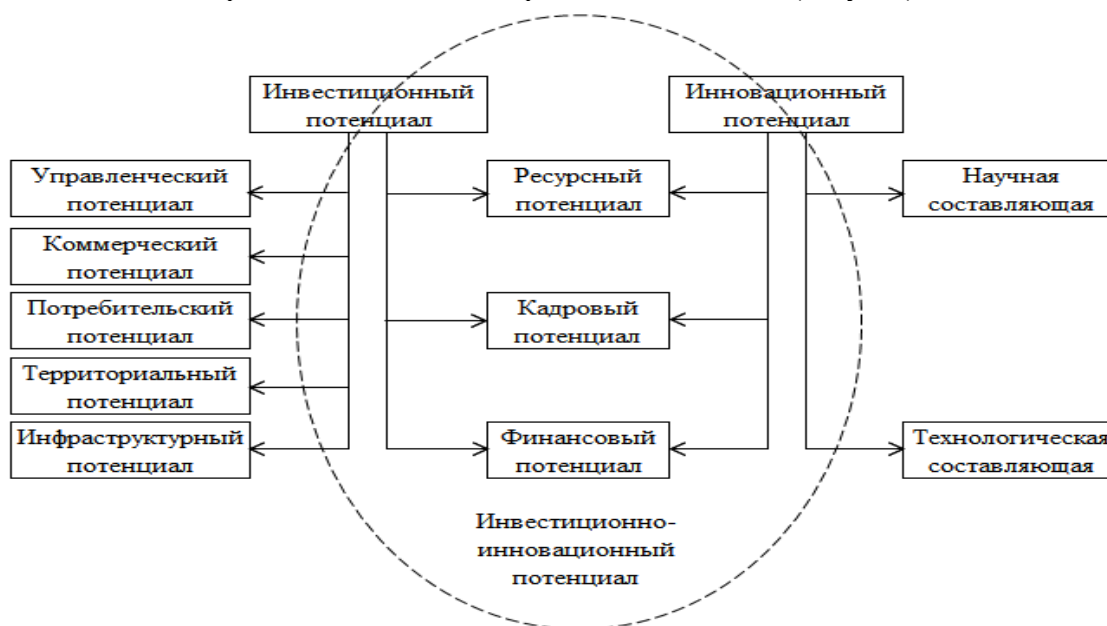 Инвестиционный
потенциал
Инновационный
потенциал
Управленческий
потенциал
Ресурсный
потенциал
Научная
составляющая
Коммерческий
потенциал
Потребительский
потенциал
Кадровый
потенциал
Территориальный
потенциал
Инфраструктурный
потенциал
Финансовый
потенциал
Технологическая
составляющая
Инвестиционно-
инновационный
потенциал